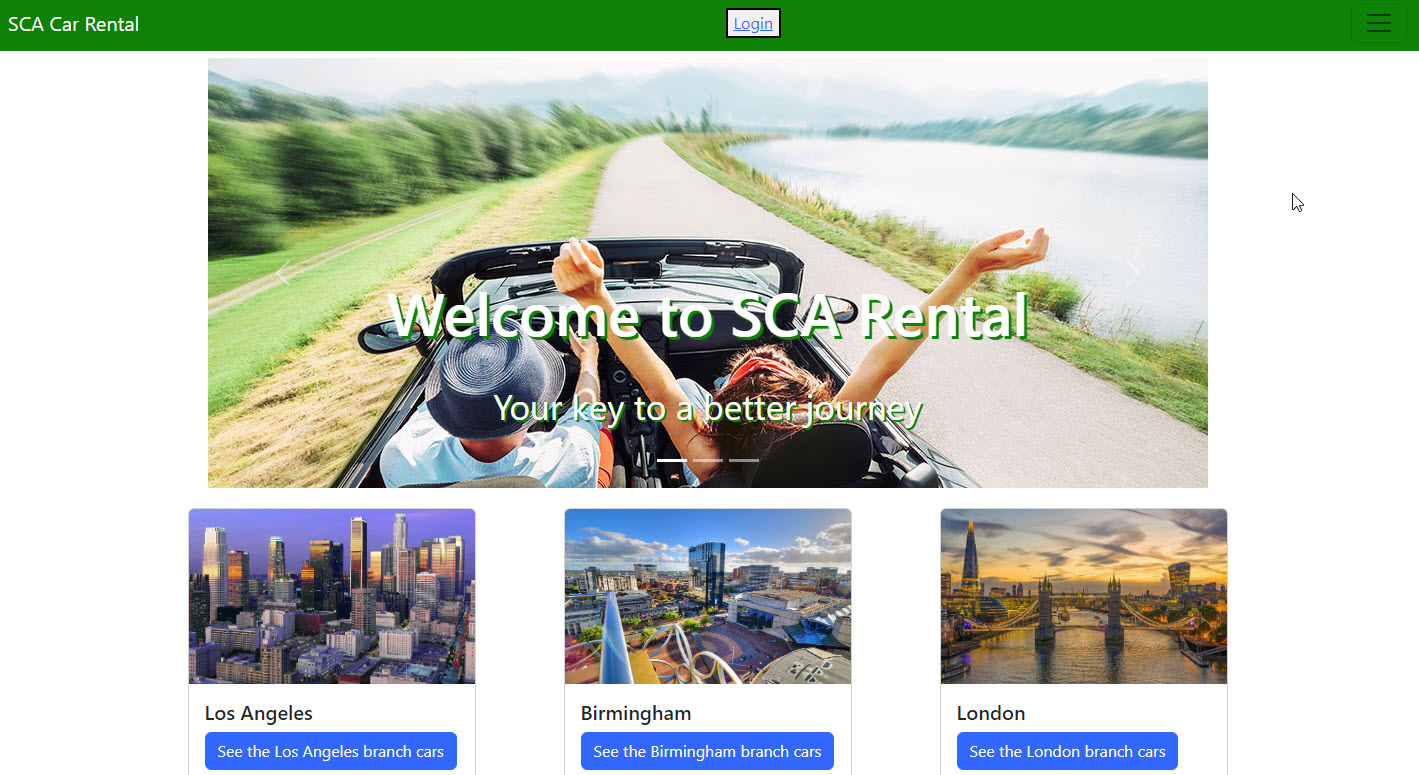 SCA Car Rental
Login
Welcome to SCA Rental
Your key to a better journey
Los Angeles
See the Los Angeles branch cars
Birmingham
See the Birmingham branch cars
London
See the London branch cars